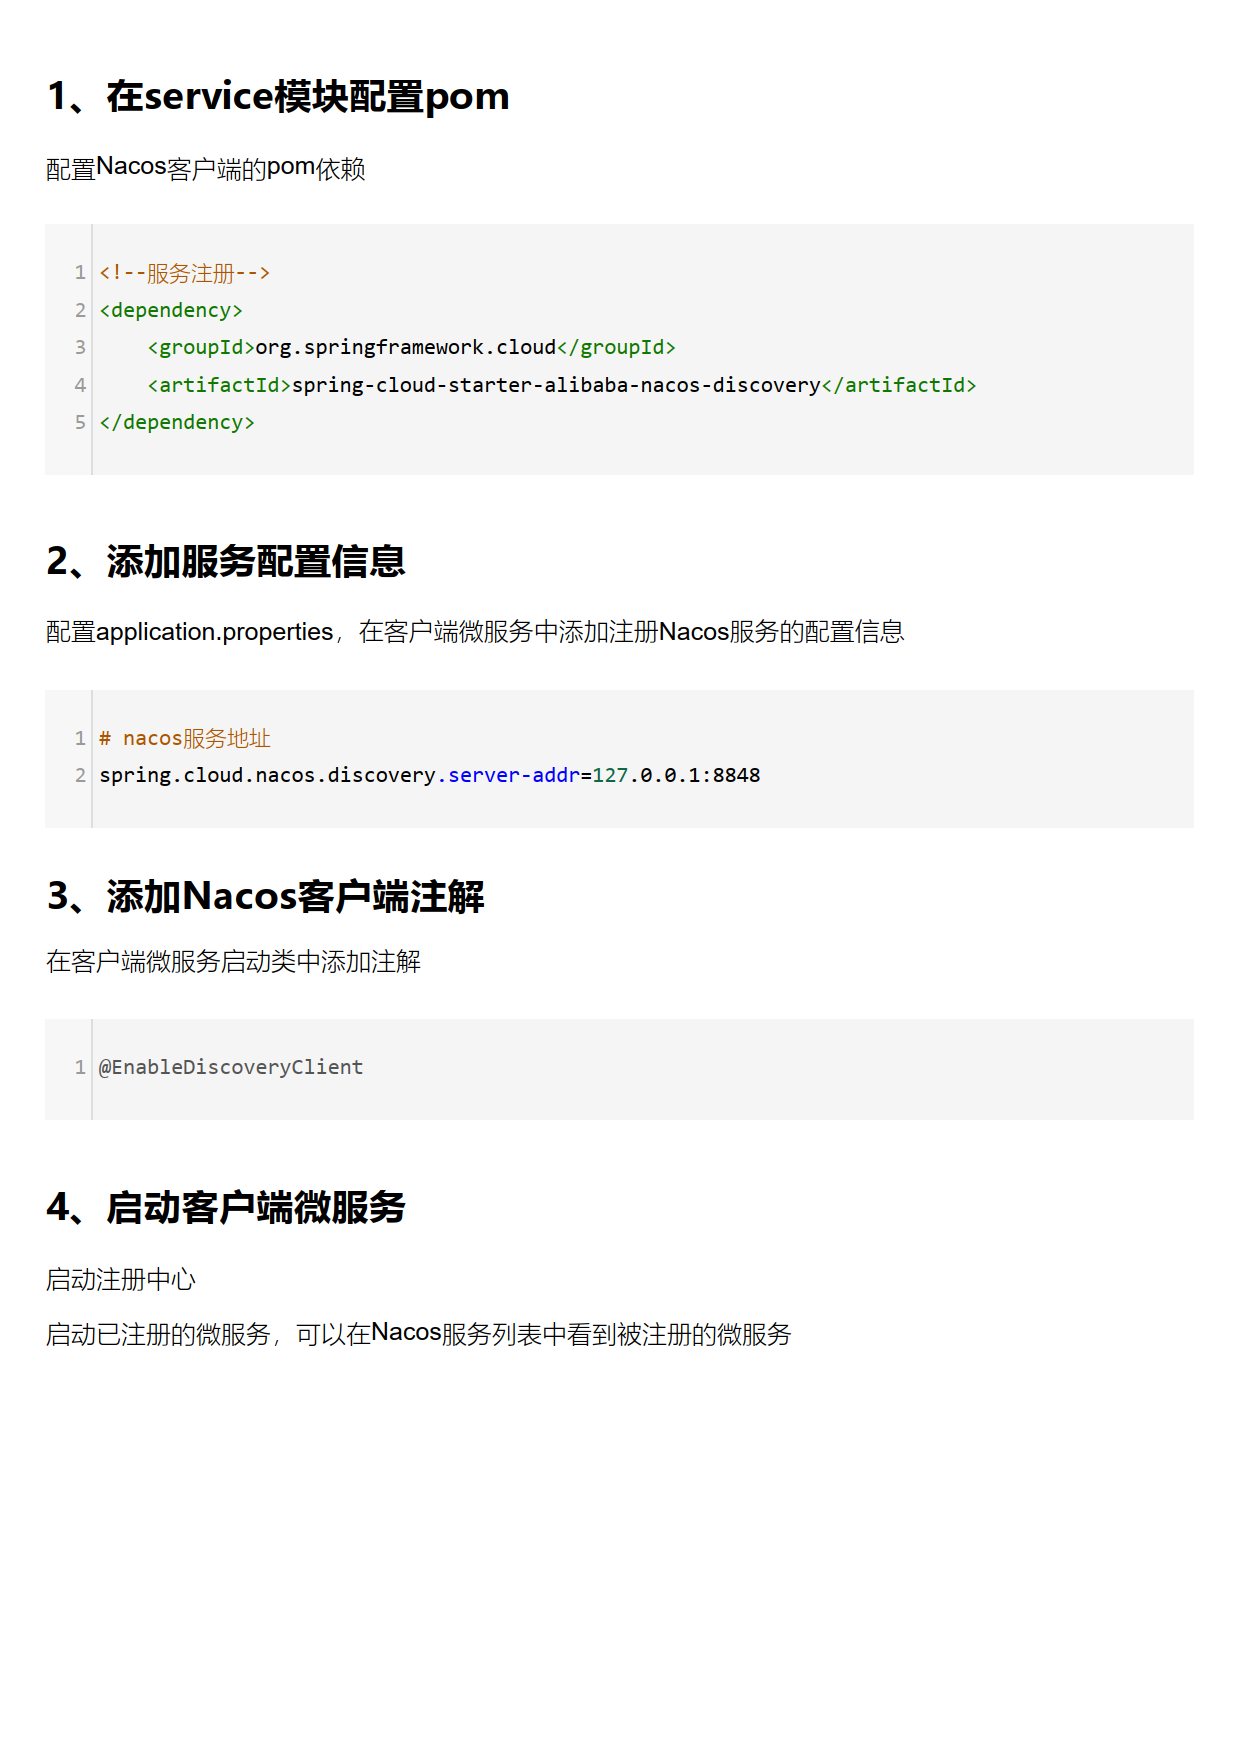 1、在service模块配置pom
配置Nacos客户端的pom依赖
1 <!--服务注册-->
2 <dependency>
3     <groupId>org.springframework.cloud</groupId>
4     <artifactId>spring-cloud-starter-alibaba-nacos-discovery</artifactId>
5 </dependency>
2、添加服务配置信息
配置application.properties，在客户端微服务中添加注册Nacos服务的配置信息
1 # nacos服务地址
2 spring.cloud.nacos.discovery.server-addr=127.0.0.1:8848
3、添加Nacos客户端注解
在客户端微服务启动类中添加注解
1 @EnableDiscoveryClient
4、启动客户端微服务
启动注册中心
启动已注册的微服务，可以在Nacos服务列表中看到被注册的微服务